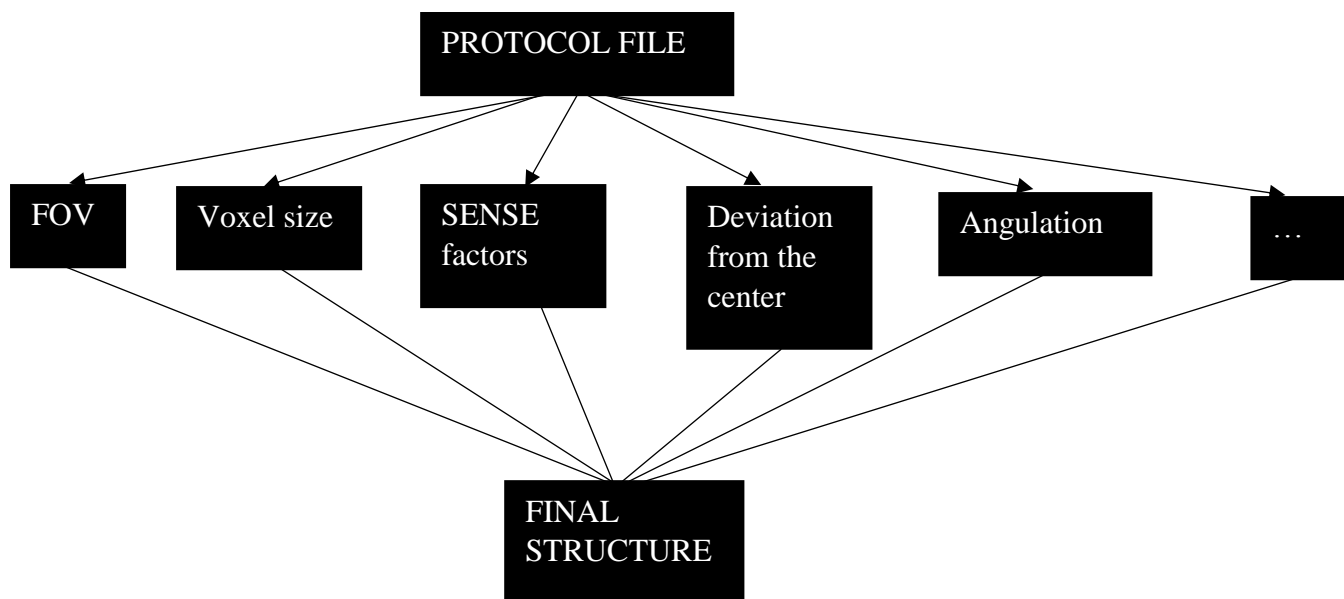 PROTOCOL FILE
FOV
Voxel size
SENSE
factors
Deviation
from the
center
Angulation
…
FINAL
STRUCTURE